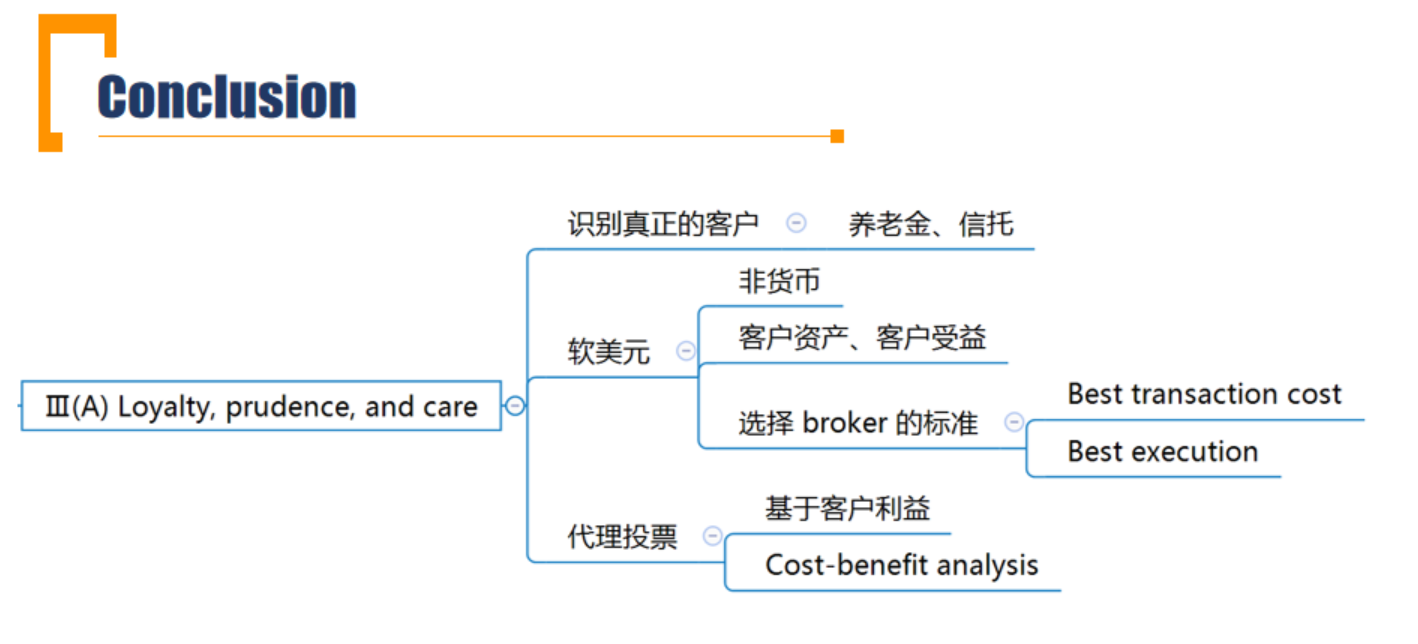 Conclusion
识别真正的客户
养老金、信托
非货币
客户资产、客户受益
软美元
选择 broker 的标准
Best transaction cost
Best execution
Ⅲ(A) Loyalty, prudence, and care
代理投票
基于客户利益
Cost-benefit analysis